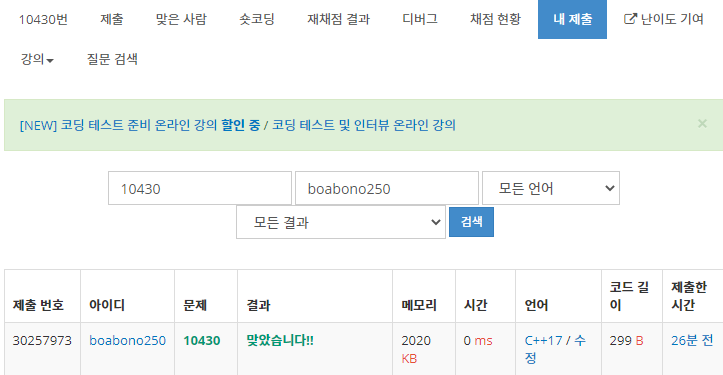 10430번 제출 맞은 사람 숏코딩 재채점 결과 디버그 채점 현황 내 제출 난이도 기여
강의 질문 검색
[NEW] 코딩 테스트 준비 온라인 강의 할인 중 / 코딩 테스트 및 인터뷰 온라인 강의 ×
10430 boabono250 모든 언어
모든 결과 검색
제출 번호 아이디 문제 결과 메모리 시간 언어 코드 길이 제출한 시간
30257973 boabono250 10430 맞았습니다!! 2020 KB 0 ms C++17 / 수정 299 B 26분 전